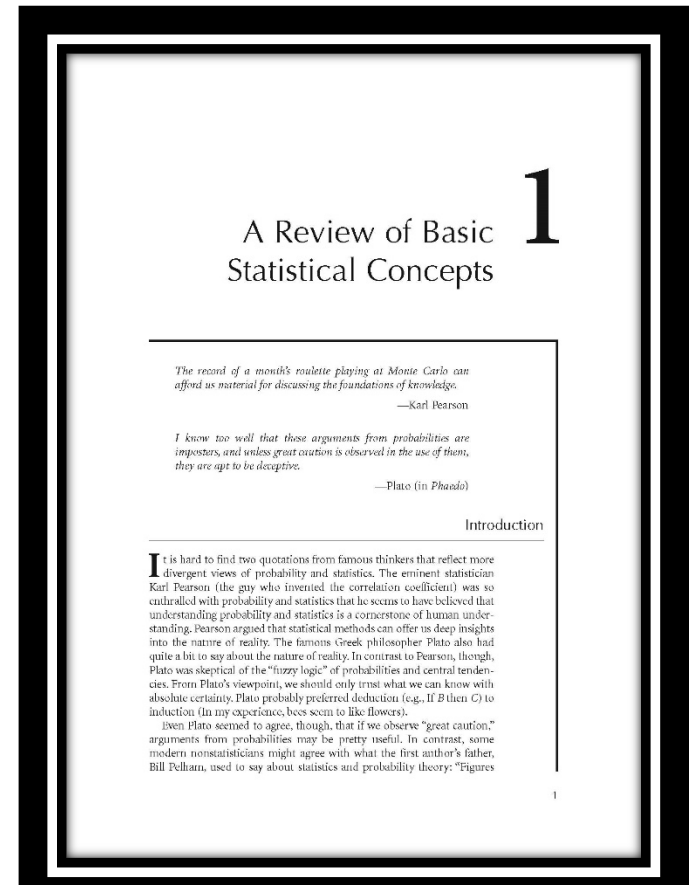 1
A Review of Basic
Statistical Concepts
The record of a month's roulette playing at Monte Carlo can
afford us material for discussing the foundations of knowledge.
—Karl Pearson
I know too well that these arguments from probabilities are
imposters, and unless great caution is observed in the use of them,
they are apt to be deceptive.
—Plato (in Phaedo)
Introduction
It is hard to find two quotations from famous thinkers that reflect more
divergent views of probability and statistics. The eminent statistician
Karl Pearson (the guy who invented the correlation coefficient) was so
enthralled with probability and statistics that he seems to have believed that
understanding probability and statistics is a cornerstone of human under-
standing. Pearson argued that statistical methods can offer us deep insights
into the nature of reality. The famous Greek philosopher Plato also had
quite a bit to say about the nature of reality. In contrast to Pearson, though,
Plato was skeptical of the “fuzzy logic” of probabilities and central tenden-
cies. From Plato's viewpoint, we should only trust what we can know with
absolute certainty. Plato probably preferred deduction (e.g., If B then C) to
induction (In my experience, bees seem to like flowers).
Even Plato seemed to agree, though, that if we observe “great caution,”
arguments from probabilities may be pretty useful. In contrast, some
modern nonstatisticians might agree with what the first author's father,
Bill Pelham, used to say about statistics and probability theory: “Figures
1